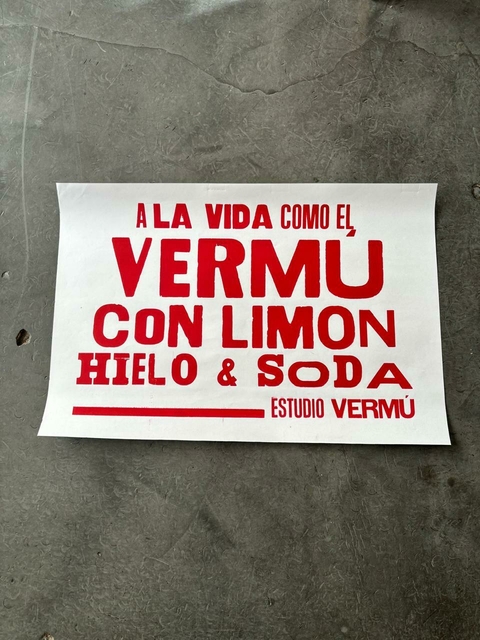 A LA VIDA COMO EL
VERMÚ
CON LIMON
HIELO & SODA
ESTUDIO VERMÚ